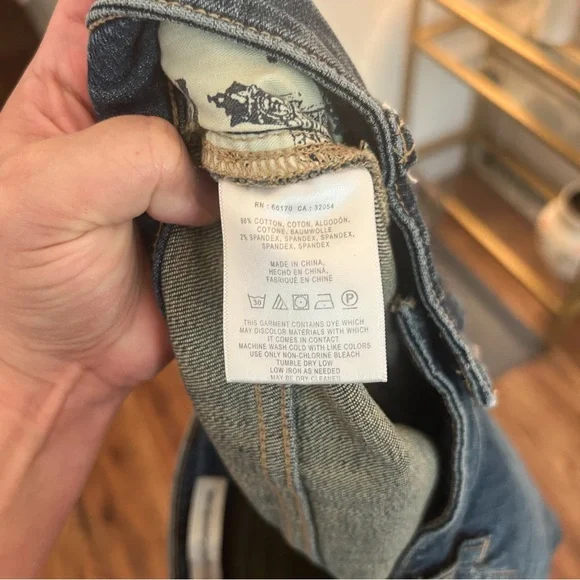 RN : 66170 CA : 32054
98% COTTON, COTON, ALGODÓN,
COTONE, BAUMWOLLE
2% SPANDEX, SPANDEX, SPANDEX,
SPANDEX, SPANDEX
MADE IN CHINA,
HECHO EN CHINA,
FABRIQUÉ EN CHINE
30 P
THIS GARMENT CONTAINS DYE WHICH
MAY DISCOLOR MATERIALS WITH WHICH
IT COMES IN CONTACT
MACHINE WASH COLD WITH LIKE COLORS
USE ONLY NON-CHLORINE BLEACH
TUMBLE DRY LOW
LOW IRON AS NEEDED
MAY BE DRY CLEANED